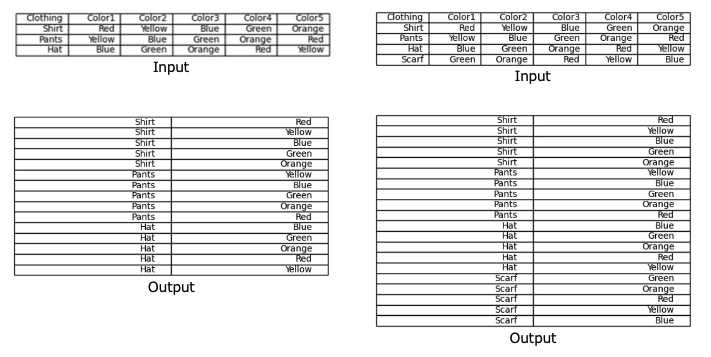 Clothing Color1 Color2 Color3 Color4 Color5
Shirt Red Yellow Blue Green Orange
Pants Yellow Blue Green Orange Red
Hat Blue Green Orange Red Yellow
Input
Shirt Red
Shirt Yellow
Shirt Blue
Shirt Green
Shirt Orange
Pants Yellow
Pants Blue
Pants Green
Pants Orange
Pants Red
Hat Blue
Hat Green
Hat Orange
Hat Red
Hat Yellow
Output
Clothing Color1 Color2 Color3 Color4 Color5
Shirt Red Yellow Blue Green Orange
Pants Yellow Blue Green Orange Red
Hat Blue Green Orange Red Yellow
Scarf Green Orange Red Yellow Blue
Input
Shirt Red
Shirt Yellow
Shirt Blue
Shirt Green
Shirt Orange
Pants Yellow
Pants Blue
Pants Green
Pants Orange
Pants Red
Hat Blue
Hat Green
Hat Orange
Hat Red
Hat Yellow
Scarf Green
Scarf Orange
Scarf Red
Scarf Yellow
Scarf Blue
Output